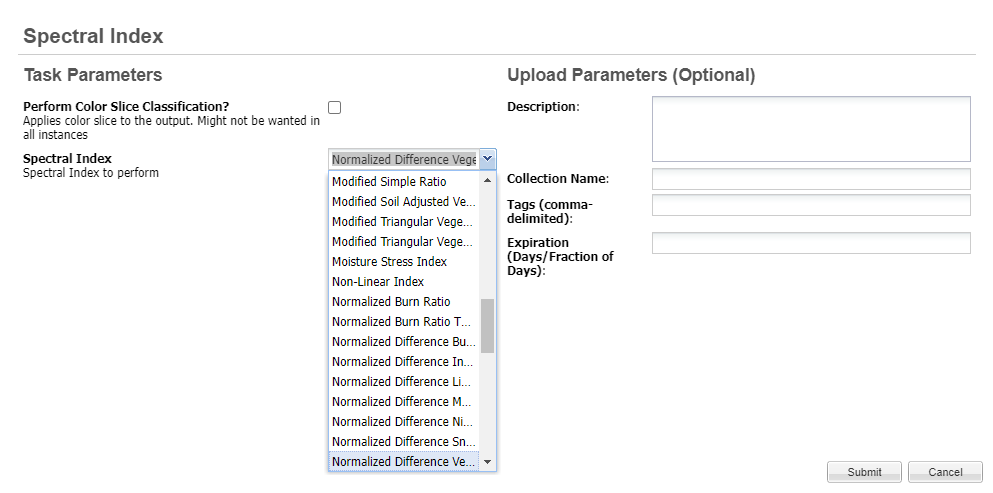 Spectral Index
Task Parameters
Perform Color Slice Classification?
Applies color slice to the output. Might not be wanted in
all instances
Spectral Index
Spectral Index to perform
Normalized Difference Vege
Modified Simple Ratio
Modified Soil Adjusted Ve...
Modified Triangular Vege...
Modified Triangular Vege...
Moisture Stress Index
Non-Linear Index
Normalized Burn Ratio
Normalized Burn Ratio T...
Normalized Difference Bu...
Normalized Difference In...
Normalized Difference Li...
Normalized Difference M...
Normalized Difference Ni...
Normalized Difference Sn...
Normalized Difference Ve...
Upload Parameters (Optional)
Description:
Collection Name:
Tags (comma-
delimited):
Expiration
(Days/Fraction of
Days):
Submit
Cancel